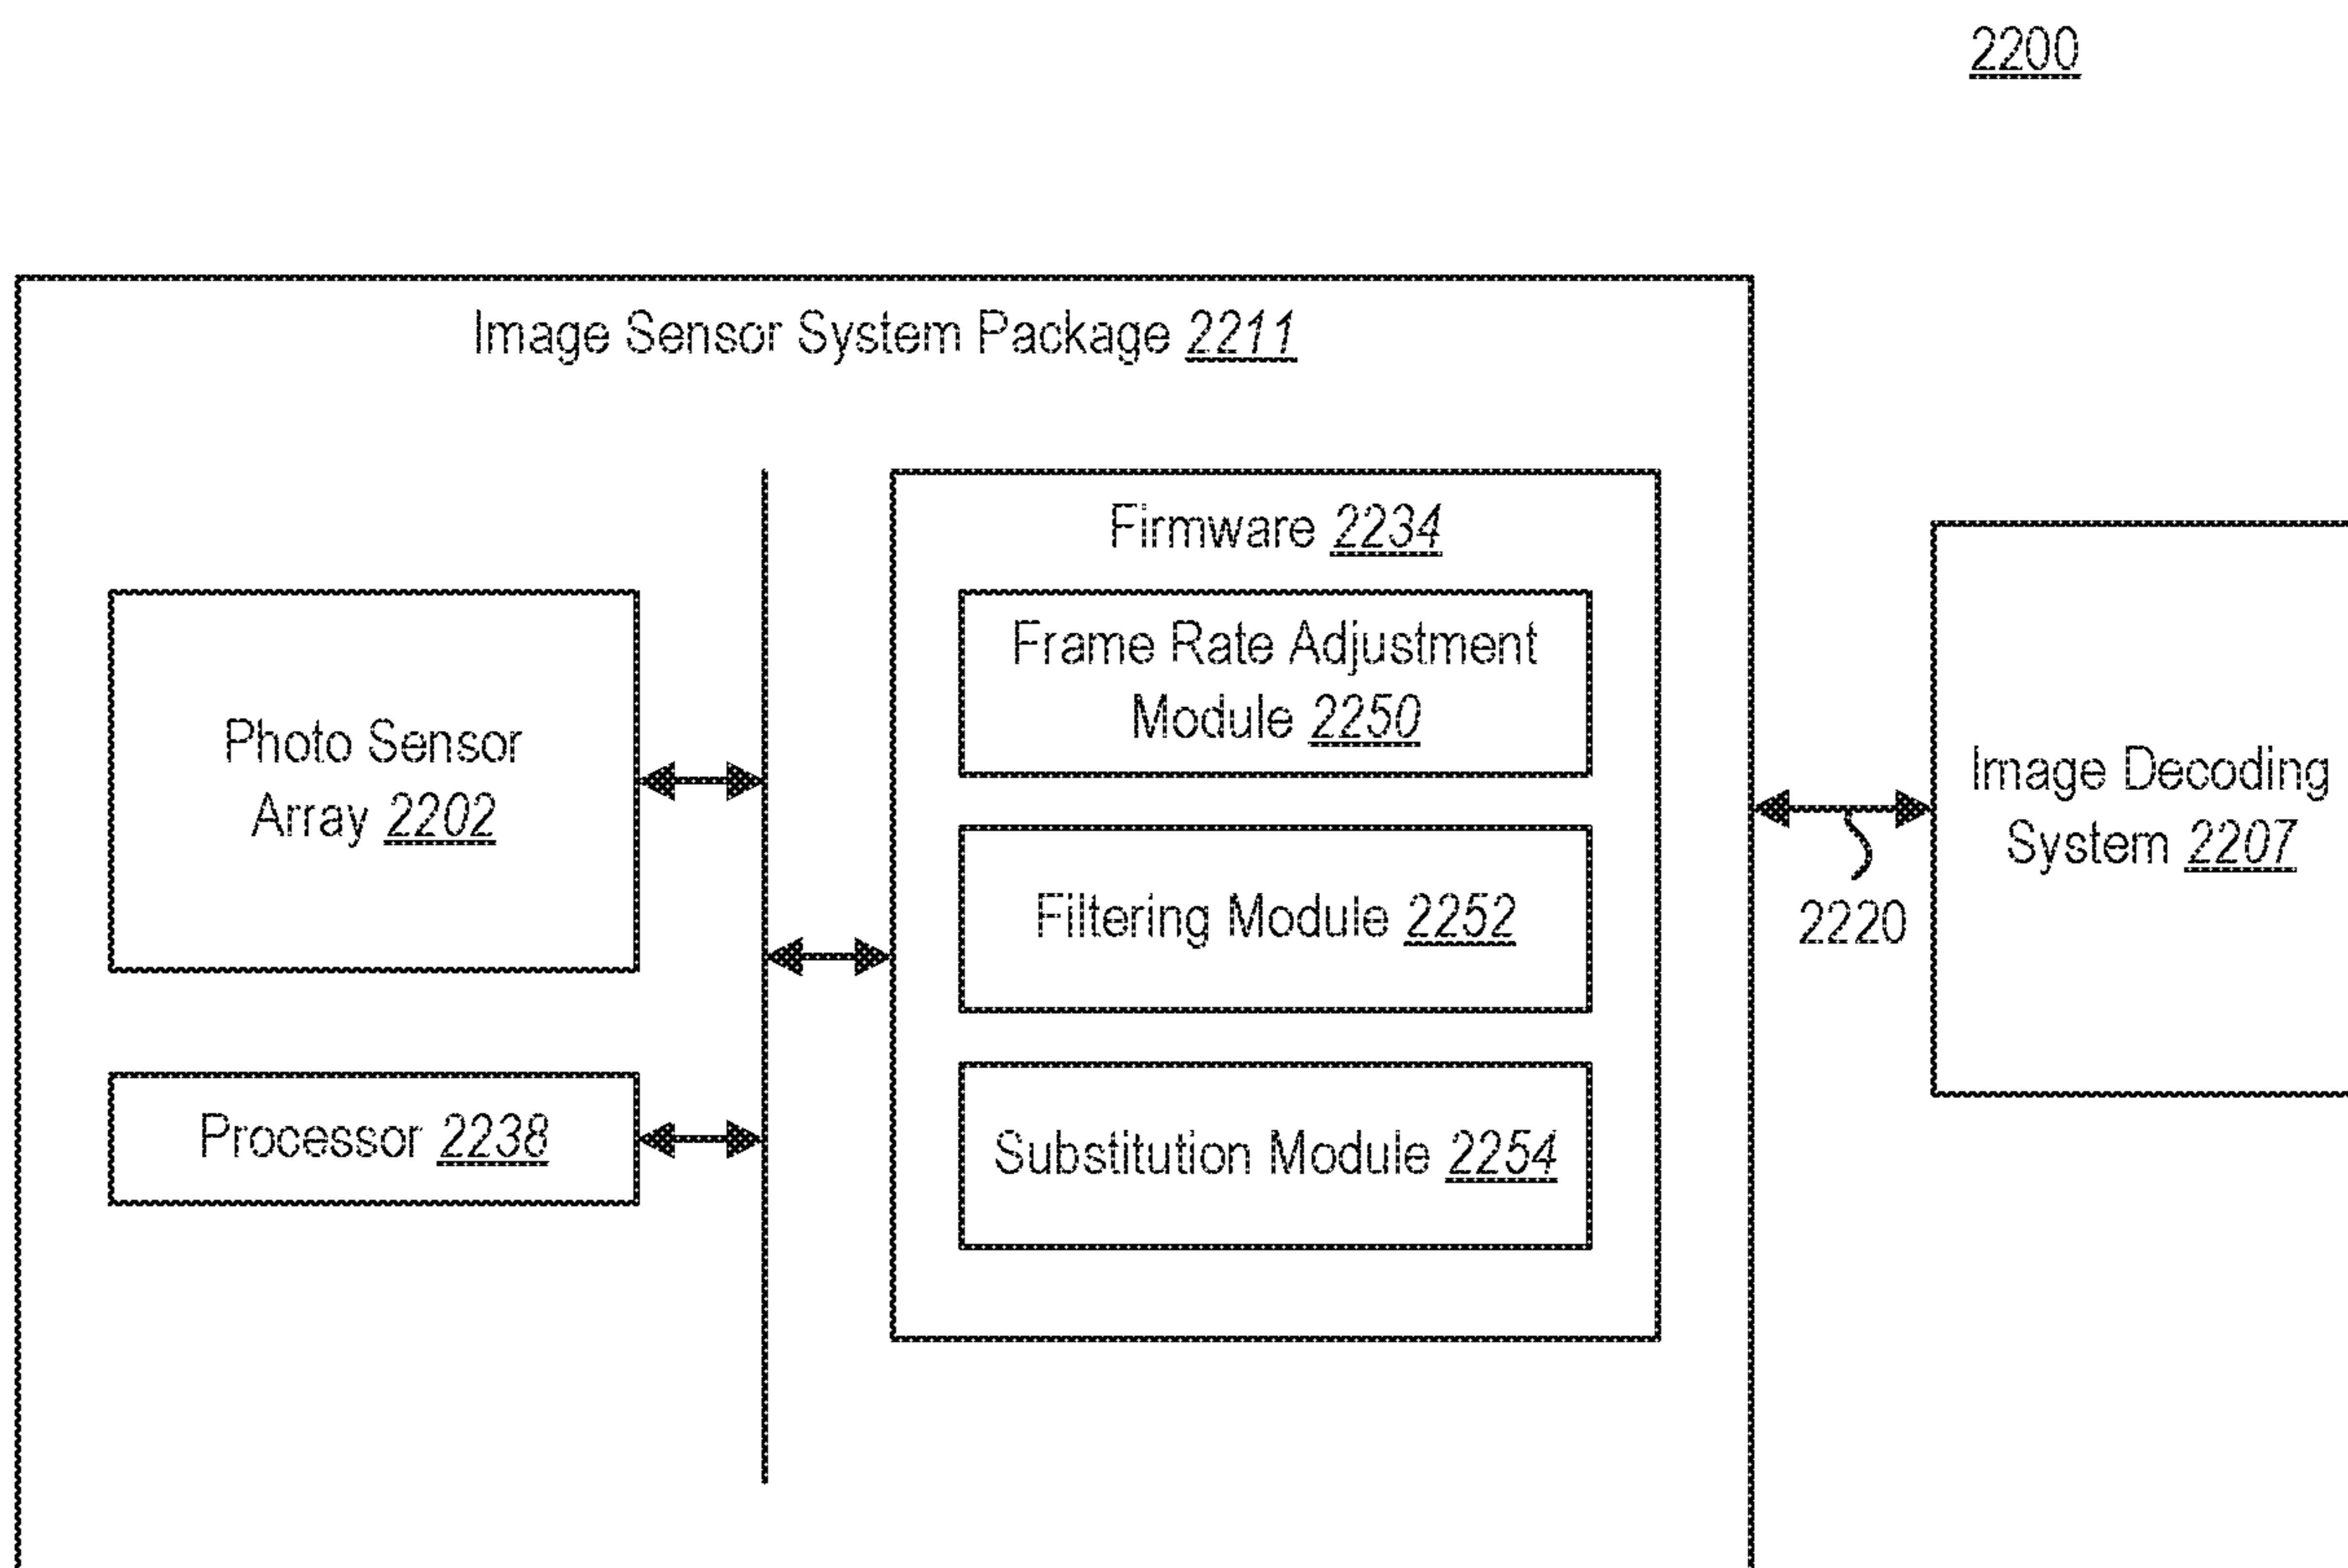 2200
Image Sensor System Package 2211
Firmware 2234
Frame Rate Adjustment
Module 2250
Photo Sensor
Array 2202
Filtering Module 2252
Processor 2238
Substitution Module 2254
Image Decoding
System 2207
2220